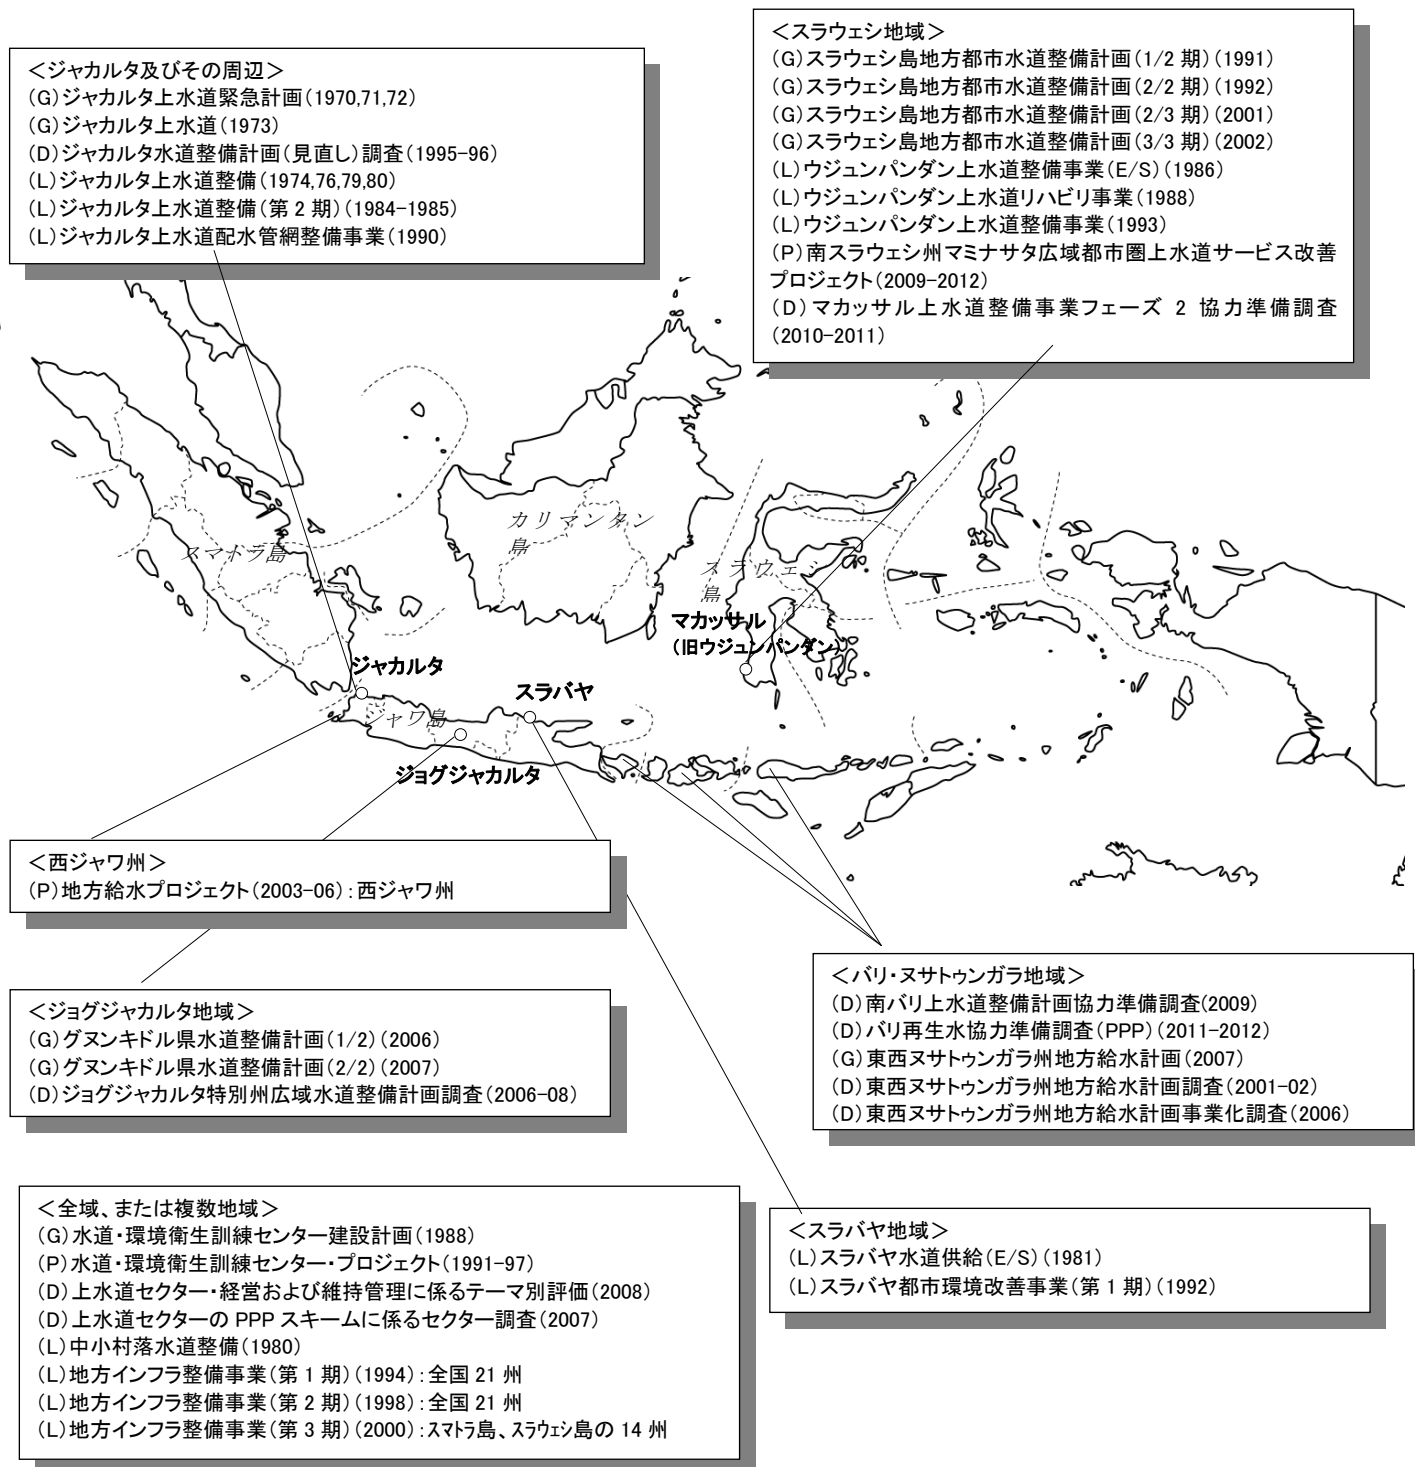 ＜ジャカルタ及びその周辺＞
(G)ジャカルタ上水道緊急計画(1970,71,72)
(G)ジャカルタ上水道(1973)
(D)ジャカルタ水道整備計画(見直し)調査(1995-96)
(L)ジャカルタ上水道整備(1974,76,79,80)
(L)ジャカルタ上水道整備(第 2 期)(1984-1985)
(L)ジャカルタ上水道配水管網整備事業(1990)
＜スラウェシ地域＞
(G)スラウェシ島地方都市水道整備計画(1/2 期)(1991)
(G)スラウェシ島地方都市水道整備計画(2/2 期)(1992)
(G)スラウェシ島地方都市水道整備計画(2/3 期)(2001)
(G)スラウェシ島地方都市水道整備計画(3/3 期)(2002)
(L)ウジュンパンダン上水道整備事業(E/S)(1986)
(L)ウジュンパンダン上水道リハビリ事業(1988)
(L)ウジュンパンダン上水道整備事業(1993)
(P)南スラウェシ州マミナサタ広域都市圏上水道サービス改善
プロジェクト(2009-2012)
(D)マカッサル上水道整備事業フェーズ 2 協力準備調査
(2010-2011)
カリマンタン
島
スマトラ島
スラウェシ
島
マカッサル
(旧ウジュンパンダン)
ジャカルタ
スラバヤ
ジャワ島
ジョグジャカルタ
＜西ジャワ州＞
(P)地方給水プロジェクト(2003-06)：西ジャワ州
＜ジョグジャカルタ地域＞
(G)グヌンキドル県水道整備計画(1/2)(2006)
(G)グヌンキドル県水道整備計画(2/2)(2007)
(D)ジョグジャカルタ特別州広域水道整備計画調査(2006-08)
＜バリ・ヌサトゥンガラ地域＞
(D)南バリ上水道整備計画協力準備調査(2009)
(D)バリ再生水協力準備調査(PPP)(2011-2012)
(G)東西ヌサトゥンガラ州地方給水計画(2007)
(D)東西ヌサトゥンガラ州地方給水計画調査(2001-02)
(D)東西ヌサトゥンガラ州地方給水計画事業化調査(2006)
＜全域、または複数地域＞
(G)水道・環境衛生訓練センター建設計画(1988)
(P)水道・環境衛生訓練センター・プロジェクト(1991-97)
(D)上水道セクター・経営および維持管理に係るテーマ別評価(2008)
(D)上水道セクターの PPP スキームに係るセクター調査(2007)
(L)中小村落水道整備(1980)
(L)地方インフラ整備事業(第 1 期)(1994)：全国 21 州
(L)地方インフラ整備事業(第 2 期)(1998)：全国 21 州
(L)地方インフラ整備事業(第 3 期)(2000)：スマトラ島、スラウェシ島の 14 州
＜スラバヤ地域＞
(L)スラバヤ水道供給(E/S)(1981)
(L)スラバヤ都市環境改善事業(第 1 期)(1992)